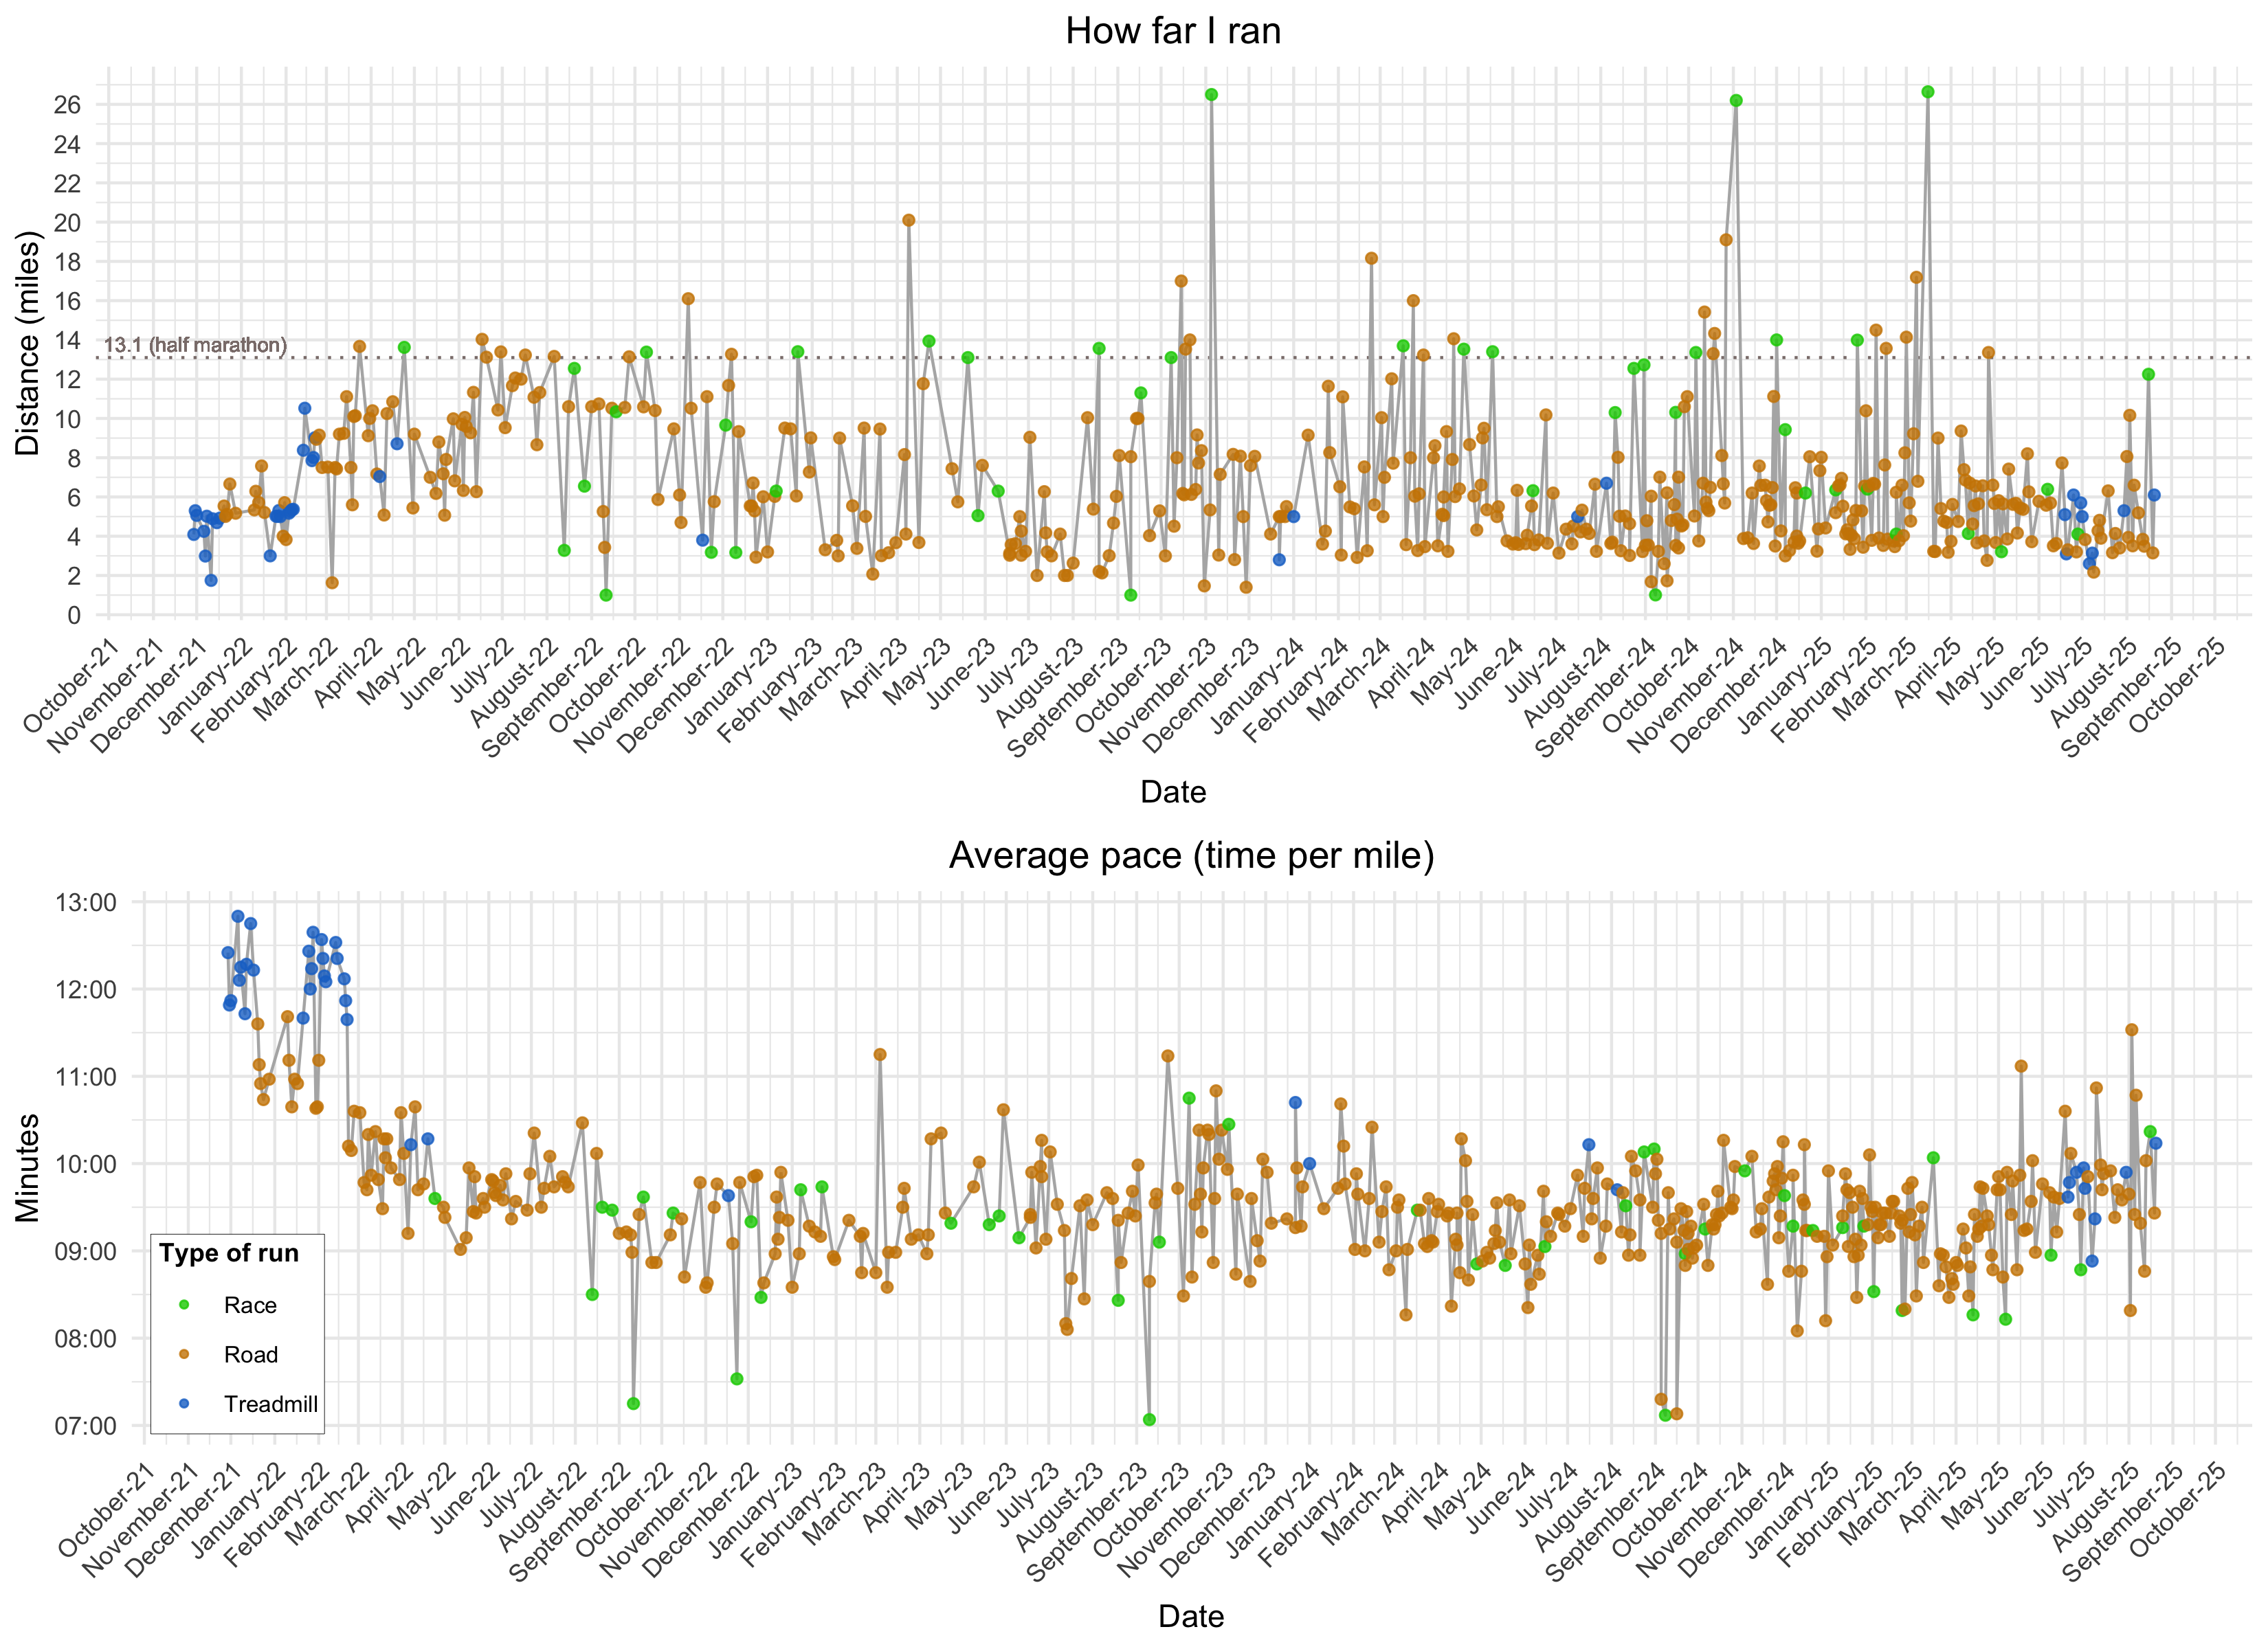 How far I ran
26
24
22
20
18
16
14
12
10
8
6
4
2
0
Distance (miles)
13.1 (half marathon)
October-21
November-21
December-21
January-22
February-22
March-22
April-22
May-22
June-22
July-22
August-22
September-22
October-22
November-22
December-22
January-23
February-23
March-23
April-23
May-23
June-23
July-23
August-23
September-23
October-23
November-23
December-23
January-24
February-24
March-24
April-24
May-24
June-24
July-24
August-24
September-24
October-24
November-24
December-24
January-25
February-25
March-25
April-25
May-25
June-25
July-25
August-25
September-25
October-25
Date
Average pace (time per mile)
13:00
12:00
11:00
10:00
09:00
08:00
07:00
Minutes
Type of run
Race
Road
Treadmill
October-21
November-21
December-21
January-22
February-22
March-22
April-22
May-22
June-22
July-22
August-22
September-22
October-22
November-22
December-22
January-23
February-23
March-23
April-23
May-23
June-23
July-23
August-23
September-23
October-23
November-23
December-23
January-24
February-24
March-24
April-24
May-24
June-24
July-24
August-24
September-24
October-24
November-24
December-24
January-25
February-25
March-25
April-25
May-25
June-25
July-25
August-25
September-25
October-25
Date